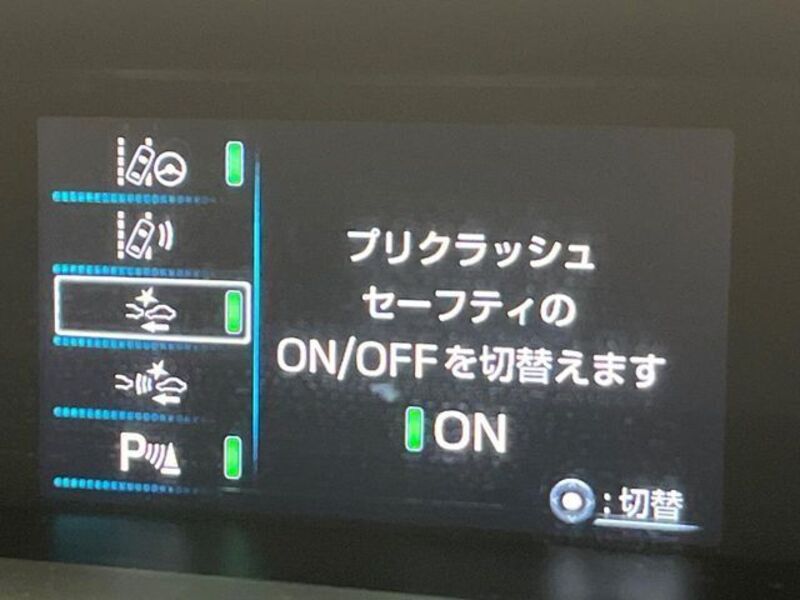 プリクラッシュ
セーフティの
ON/OFFを切替えます
ON
P
:切替